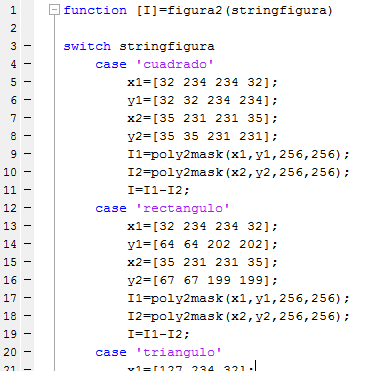 1 function [I]=figura2(stringfigura)
2
3 switch stringfigura
4 case 'cuadrado'
5 x1=[32 234 234 32];
6 y1=[32 32 234 234];
7 x2=[35 231 231 35];
8 y2=[35 35 231 231];
9 I1=poly2mask(x1,y1,256,256);
10 I2=poly2mask(x2,y2,256,256);
11 I=I1-I2;
12 case 'rectangulo'
13 x1=[32 234 234 32];
14 y1=[64 64 202 202];
15 x2=[35 231 231 35];
16 y2=[67 67 199 199];
17 I1=poly2mask(x1,y1,256,256);
18 I2=poly2mask(x2,y2,256,256);
19 I=I1-I2;
20 case 'triangulo'
21 x1=[127 234 32];